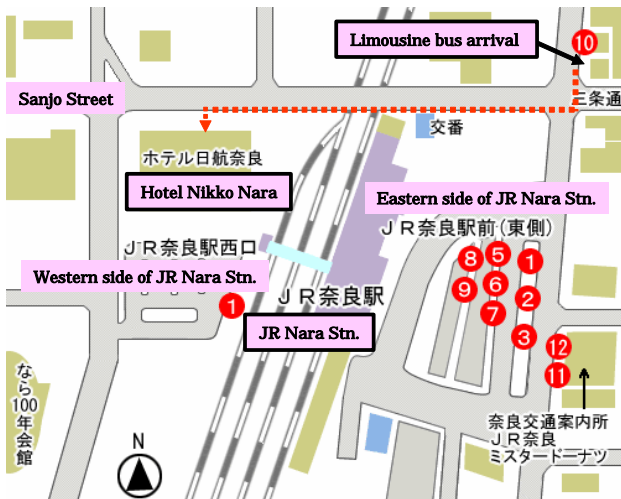 Limousine bus arrival
10
Sanjo Street
三条通
交番
ホテル日航奈良
Hotel Nikko Nara
Eastern side of JR Nara Stn.
JR奈良駅前(東側)
JR奈良駅西口
Western side of JR Nara Stn.
8
5
1
9
6
2
7
3
1
JR奈良駅
JR Nara Stn.
12
11
なら100年会館
奈良交通案内所
JR奈良
ミスタードーナツ
N